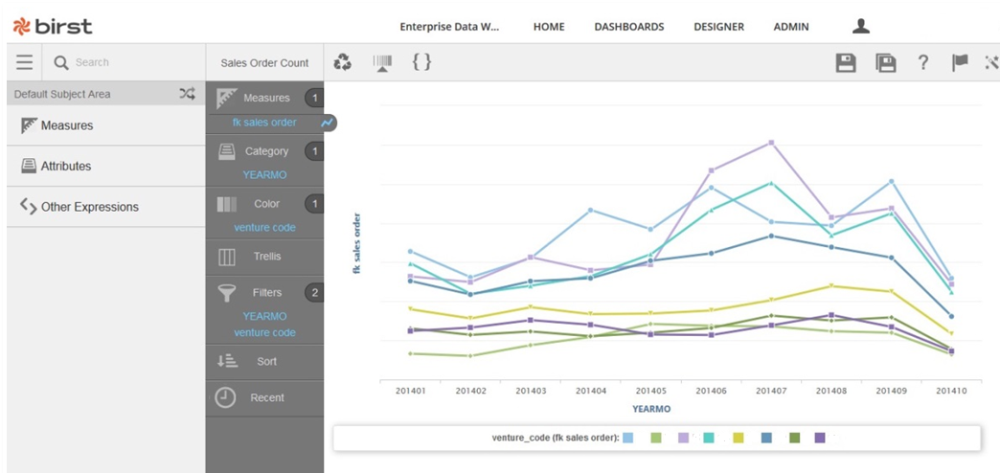 birst
Enterprise Data W... HOME DASHBOARDS DESIGNER ADMIN
Search
Sales Order Count
{ }
?
Default Subject Area
Measures
Attributes
Other Expressions
Measures 1
fk sales order
Category 1
YEARMO
Color 1
venture code
Trellis
Filters 2
YEARMO
venture code
Sort
Recent
fk sales order
201401 201402 201403 201404 201405 201406 201407 201408 201409 201410
YEARMO
venture_code (fk sales order):